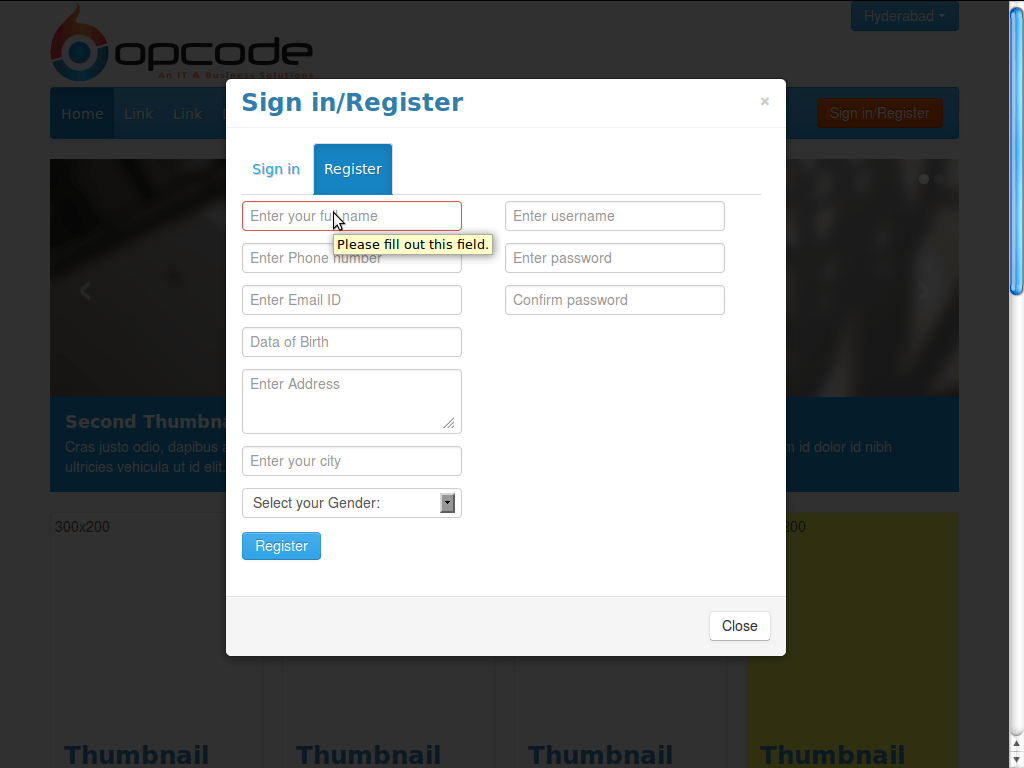 Hyderabad
opcode
An IT & Business Solutions
Home Link Link
Sign in/Register
Sign in/Register
×
Sign in Register
Enter your full name
Enter username
Please fill out this field.
Enter Phone number
Enter password
Enter Email ID
Confirm password
Data of Birth
Enter Address
Second Thumbna
Cras justo odio, dapibus a
m id dolor id nibh
ultricies vehicula ut id elit.
Enter your city
Select your Gender:
300x200
200
Register
Close
Thumbnail Thumbnail Thumbnail Thumbnail